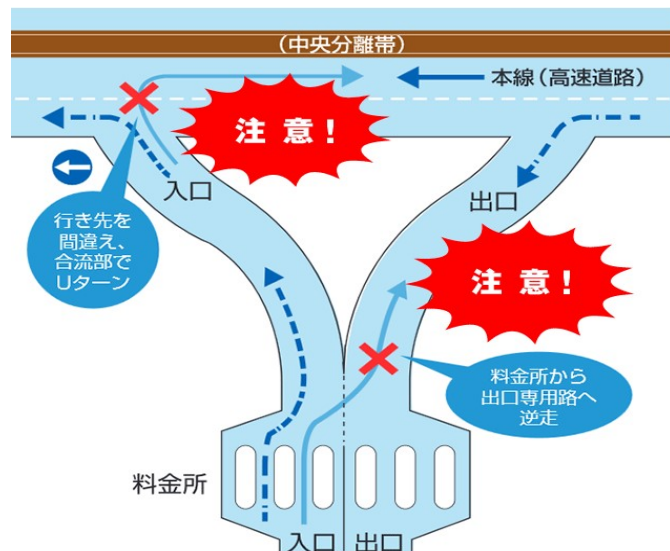 (中央分離帯)
本線(高速道路)
注意!
入口
出口
行き先を
間違え、
合流部で
Uターン
注意!
料金所から
出口専用路へ
逆走
料金所
入口
出口